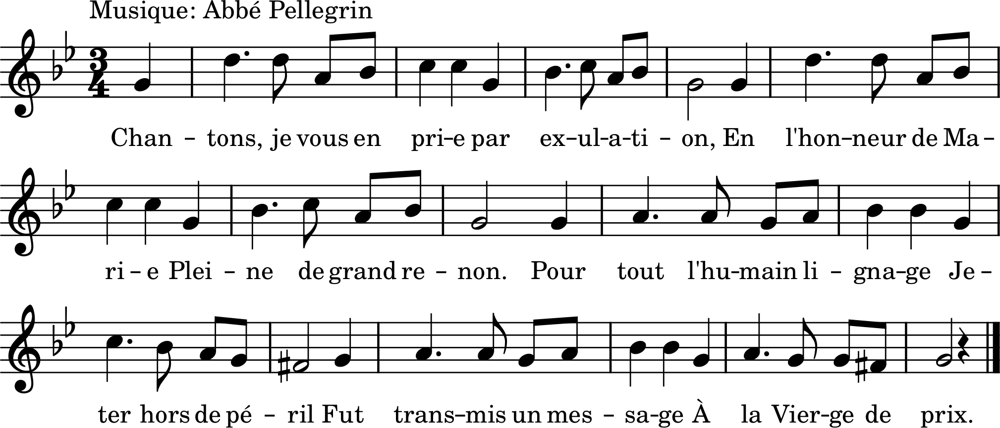 Musique: Abbé Pellegrin
3
4
Chan – tons, je vous en pri – e par ex – ul – a – ti – on, En l'hon – neur de Ma –
ri – e Plei – ne de grand re – non. Pour tout l'hu – main li – gna – ge Je –
ter hors de pé – ril Fut trans – mis un mes – sa – ge À la Vier – ge de prix.